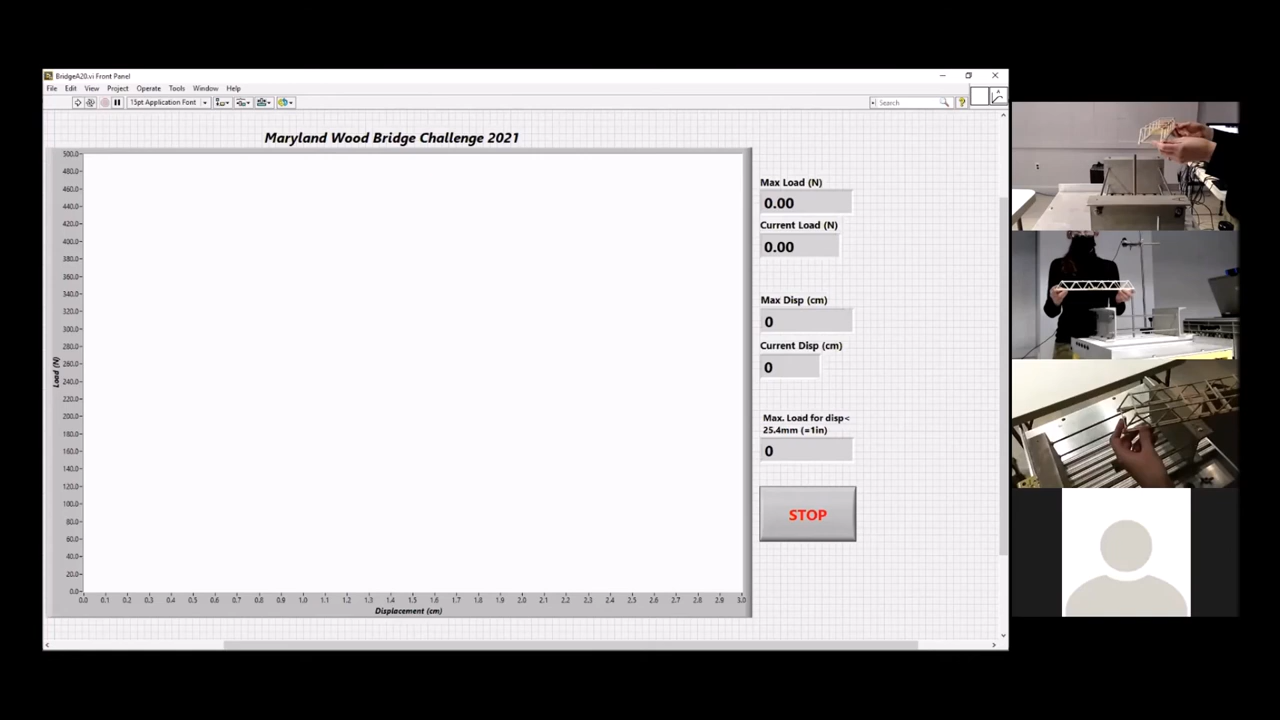 BridgeA20.vi Front Panel
File Edit View Project Operate Tools Window Help
15pt Application Font
Search
Maryland Wood Bridge Challenge 2021
500.0
480.0
460.0
440.0
420.0
400.0
380.0
360.0
340.0
320.0
300.0
280.0
260.0
240.0
220.0
200.0
180.0
160.0
140.0
120.0
100.0
80.0
60.0
40.0
20.0
0.0
Load (N)
0.0 0.1 0.2 0.3 0.4 0.5 0.6 0.7 0.8 0.9 1.0 1.1 1.2 1.3 1.4 1.5 1.6 1.7 1.8 1.9 2.0 2.1 2.2 2.3 2.4 2.5 2.6 2.7 2.8 2.9 3.0
Displacement (cm)
Max Load (N)
0.00
Current Load (N)
0.00
Max Disp (cm)
0
Current Disp (cm)
0
Max. Load for disp<
25.4mm (=1in)
0
STOP